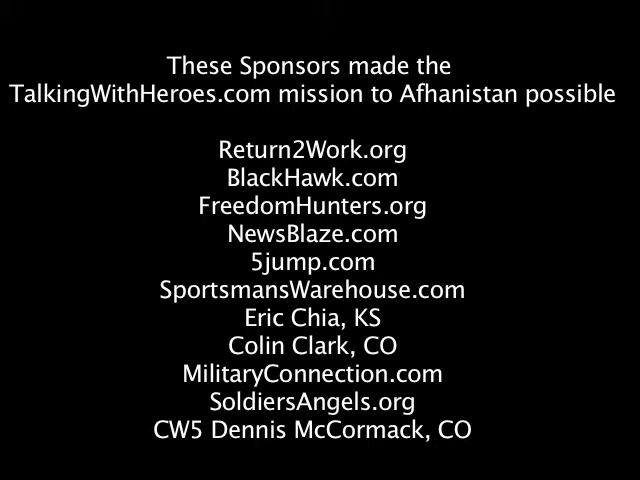 These Sponsors made the
TalkingWithHeroes.com mission to Afhanistan possible
Return2Work.org
BlackHawk.com
FreedomHunters.org
NewsBlaze.com
5jump.com
SportsmansWarehouse.com
Eric Chia, KS
Colin Clark, CO
MilitaryConnection.com
SoldiersAngels.org
CW5 Dennis McCormack, CO